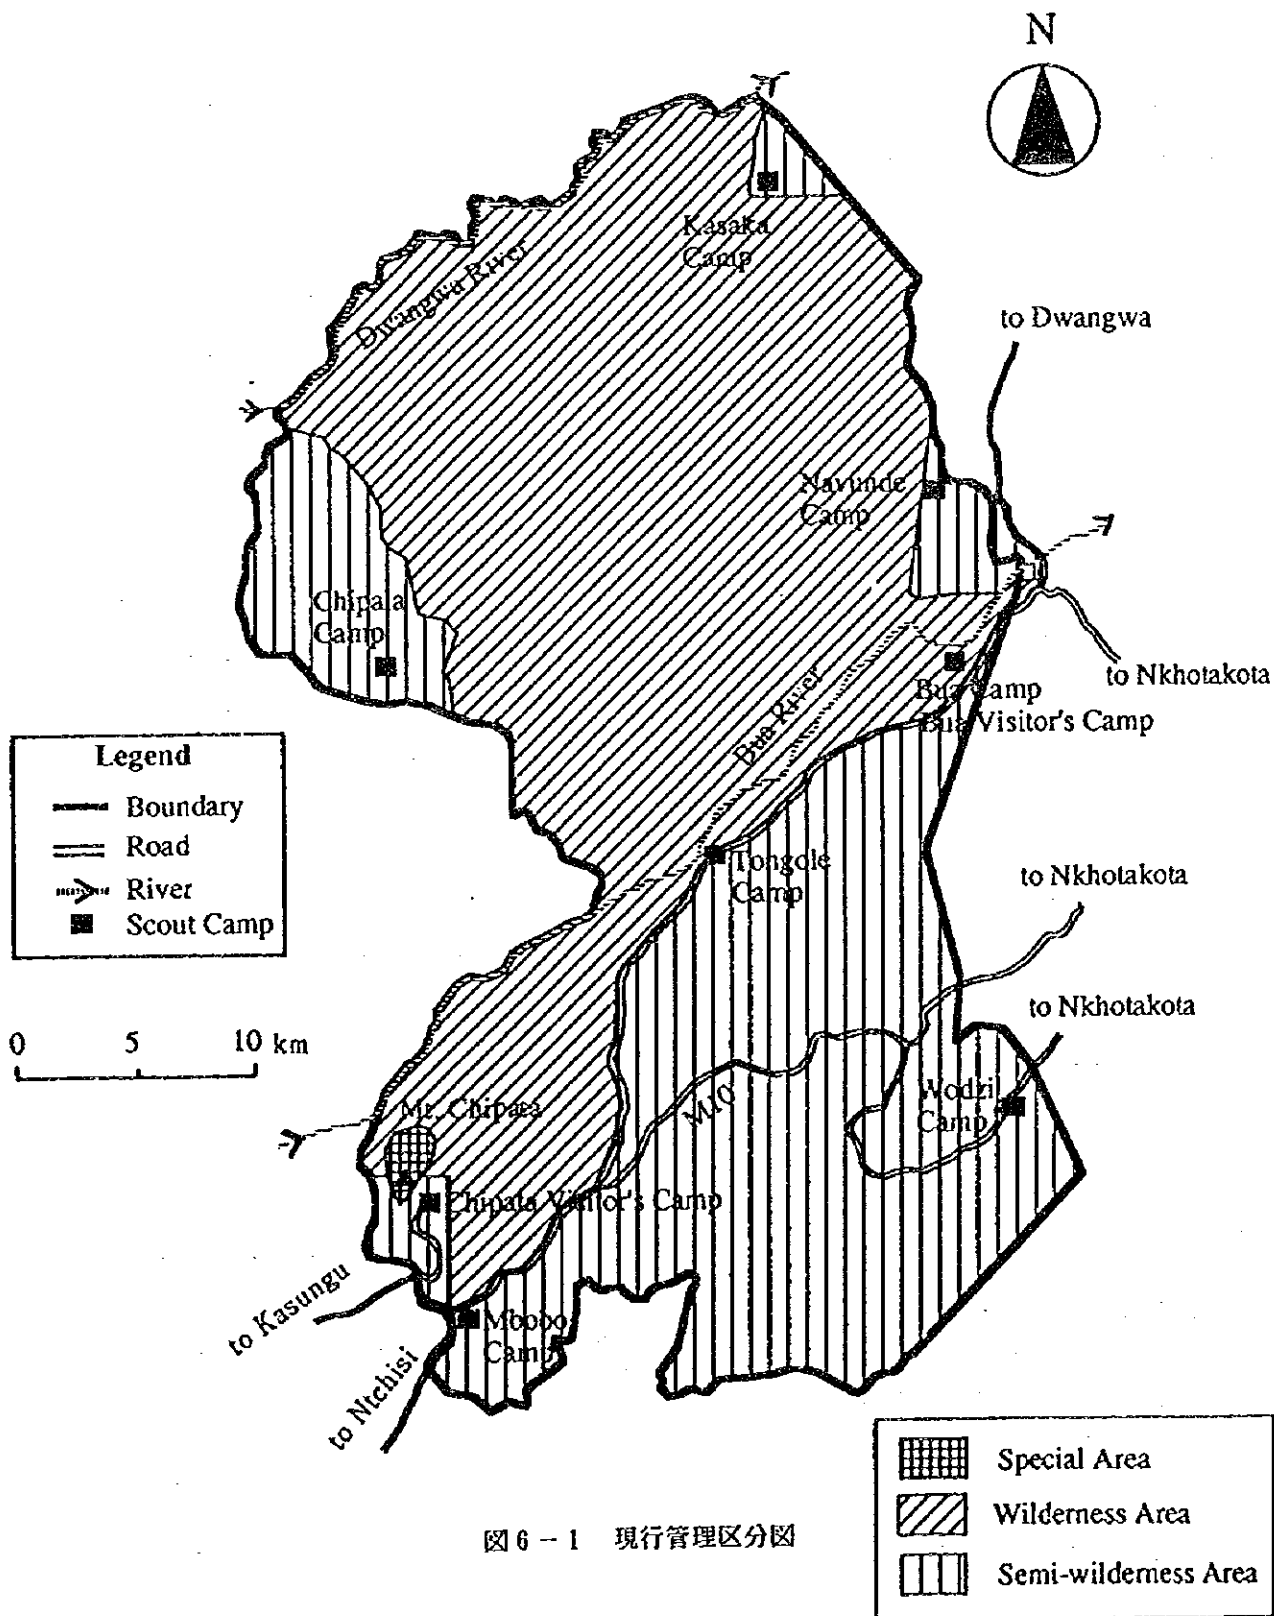 N
Kasaka
Camp
Dwangwa River
to Dwangwa
Navunde
Camp
Chipala
Camp
to Nkhotakota
Bua Camp
Bua Visitor's Camp
Bua River
Legend
Boundary
Road
River
Scout Camp
Tongole
Camp
to Nkhotakota
to Nkhotakota
0 5 10 km
M10
Wodzi
Camp
Mt. Chipata
Chipata Visitor's Camp
to Kasungu
Mbobo
Camp
to Ntchisi
Special Area
Wilderness Area
Semi-wilderness Area
図6-1 現行管理区分図